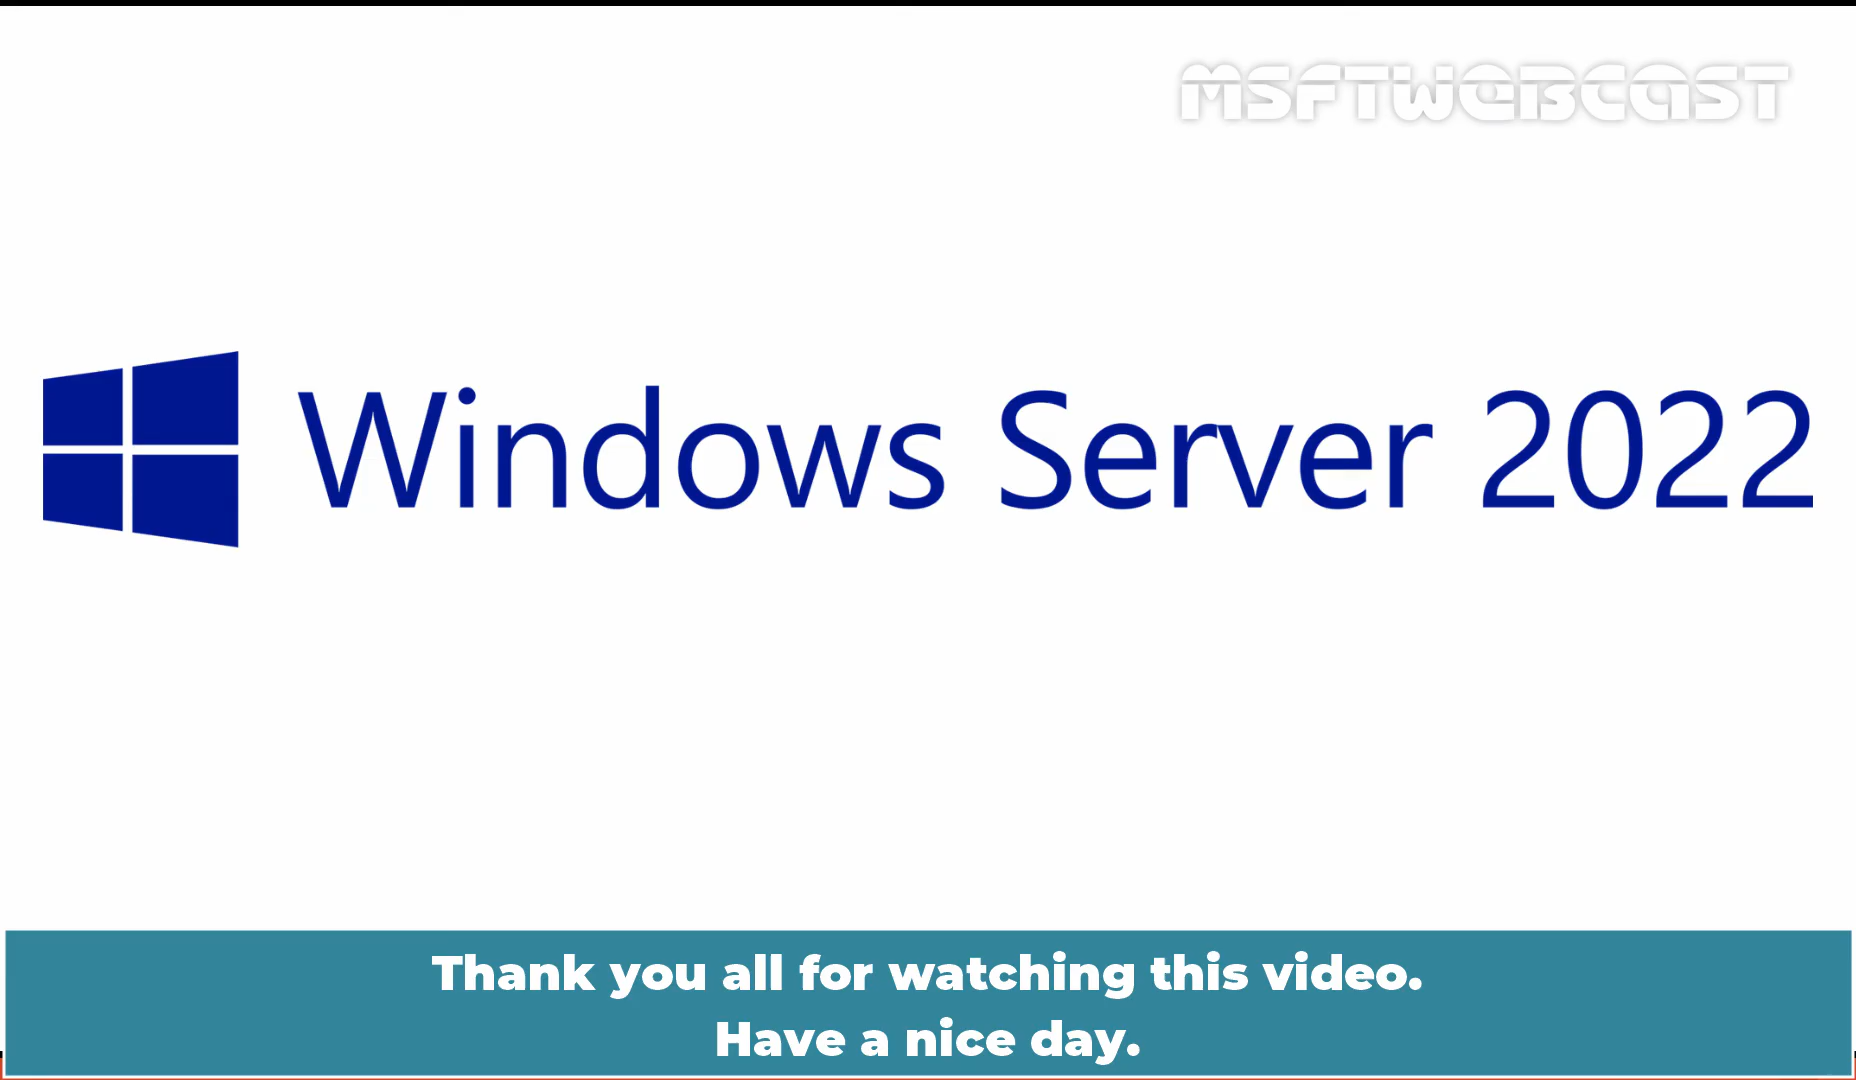 MSFTWEBCAST
Windows Server 2022
Thank you all for watching this video.
Have a nice day.